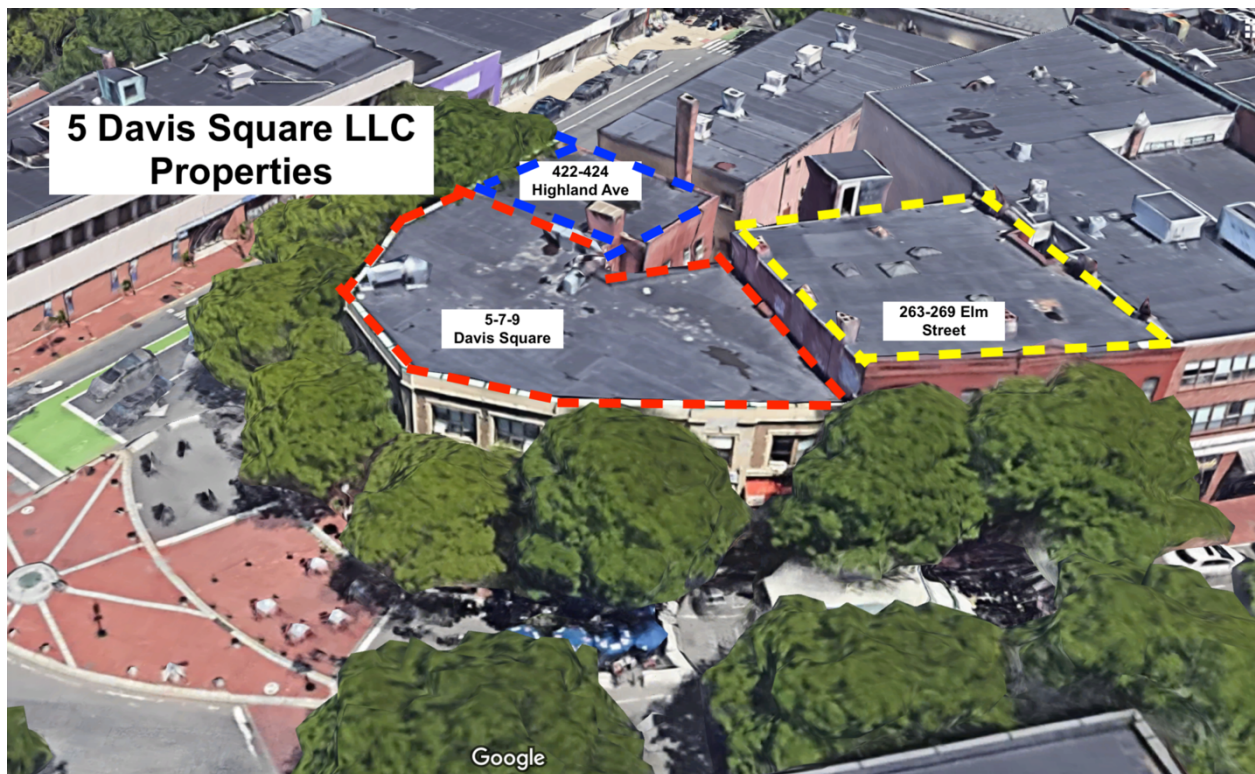 5 Davis Square LLC
Properties
422-424
Highland Ave
5-7-9
Davis Square
263-269 Elm
Street
Google